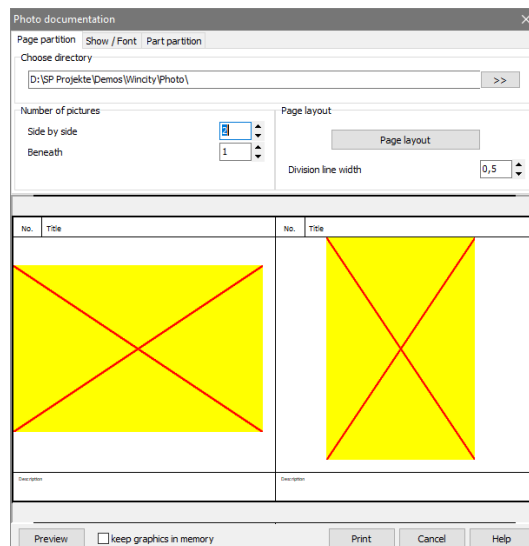 Photo documentation
Page partition Show / Font Part partition
Choose directory
D:\SP Projekte\Demos\Wincity\Photo\ >>
Number of pictures
Side by side 2
Beneath 1
Page layout
Page layout
Division line width 0,5
No. Title No. Title
Description Description
Preview keep graphics in memory Print Cancel Help